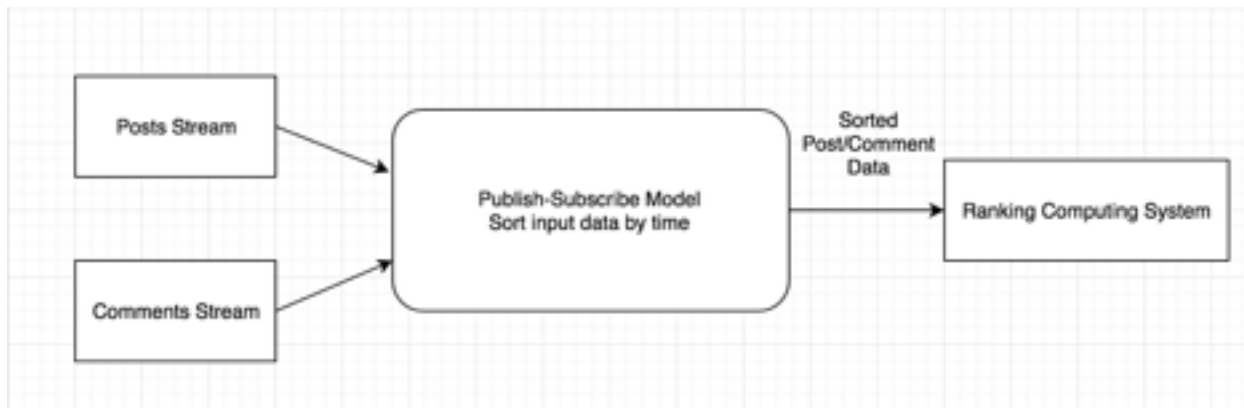 Posts Stream
Comments Stream
Publish-Subscribe Model
Sort input data by time
Sorted
Post/Comment
Data
Ranking Computing System